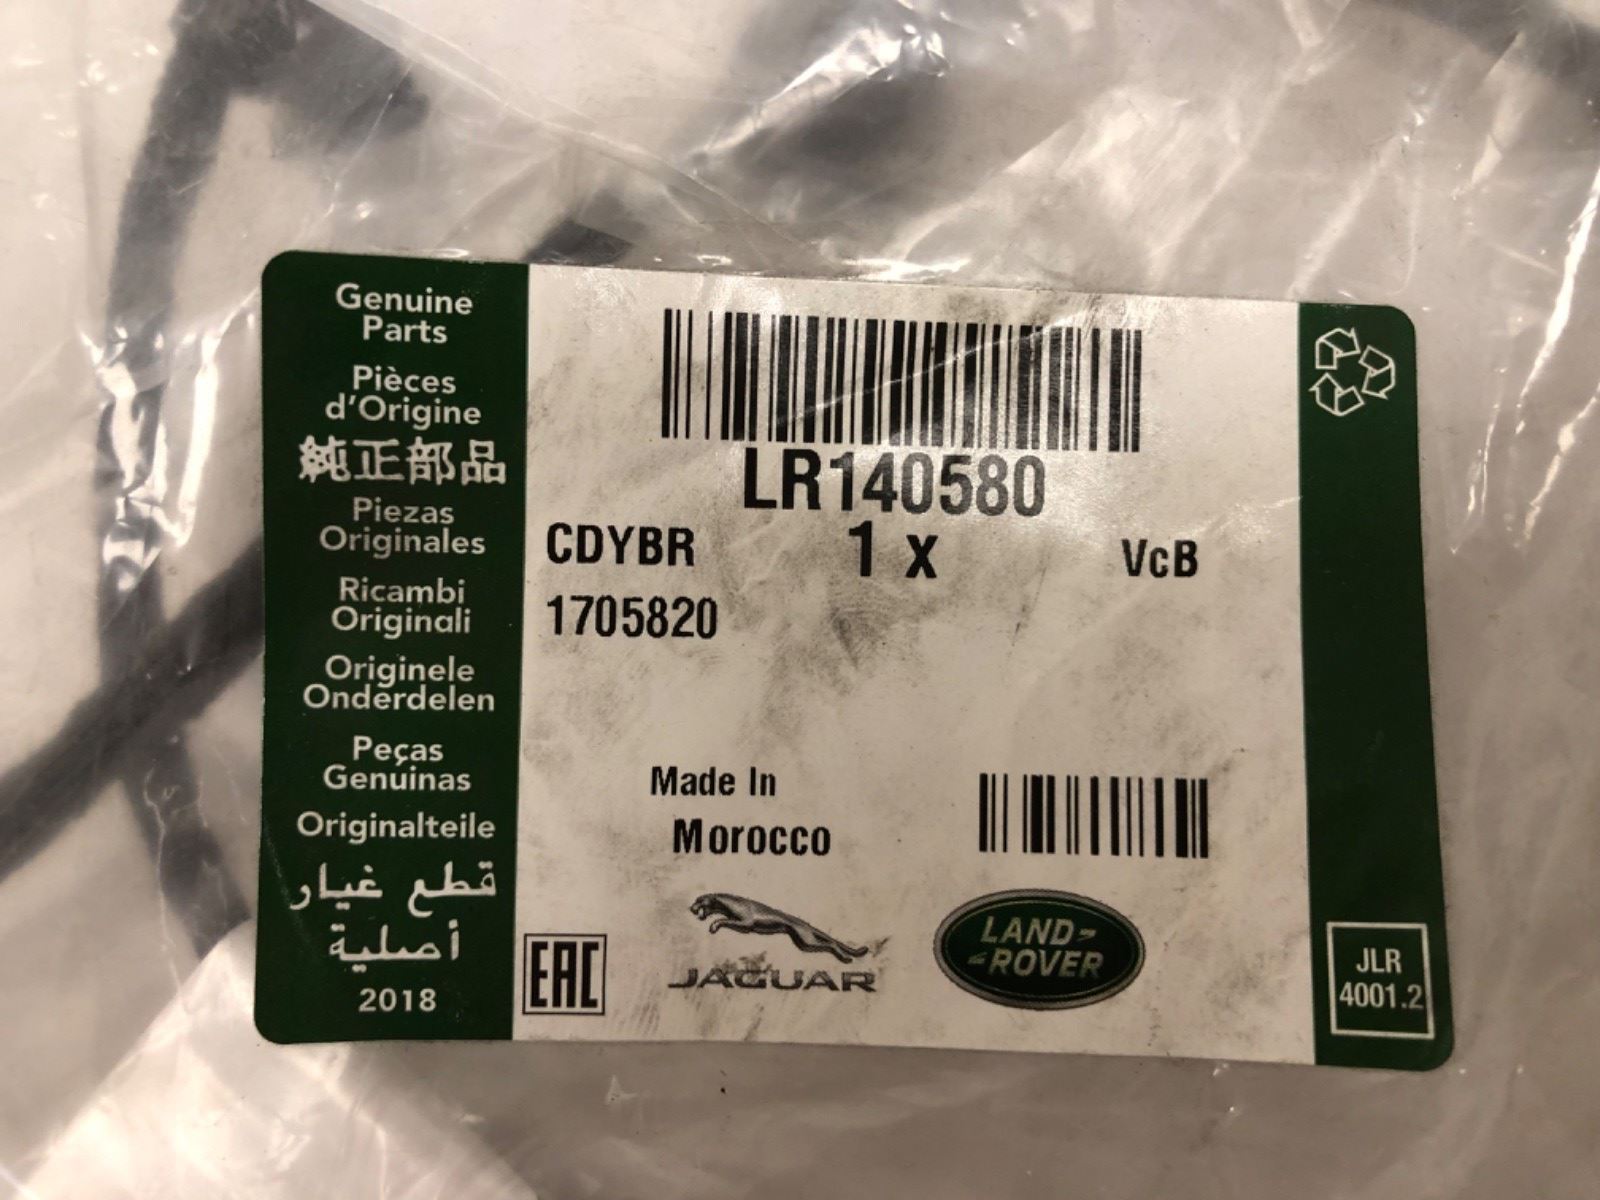 Genuine
Parts
Pièces
d'Origine
純正部品
Piezas
Originales
Ricambi
Originali
Originele
Onderdelen
Peças
Genuinas
Originalteile
قطع غيار
أصلية
2018
LR140580
CDYBR 1 x VcB
1705820
Made In
Morocco
EAC
JAGUAR
LAND-
-ROVER
JLR
4001.2